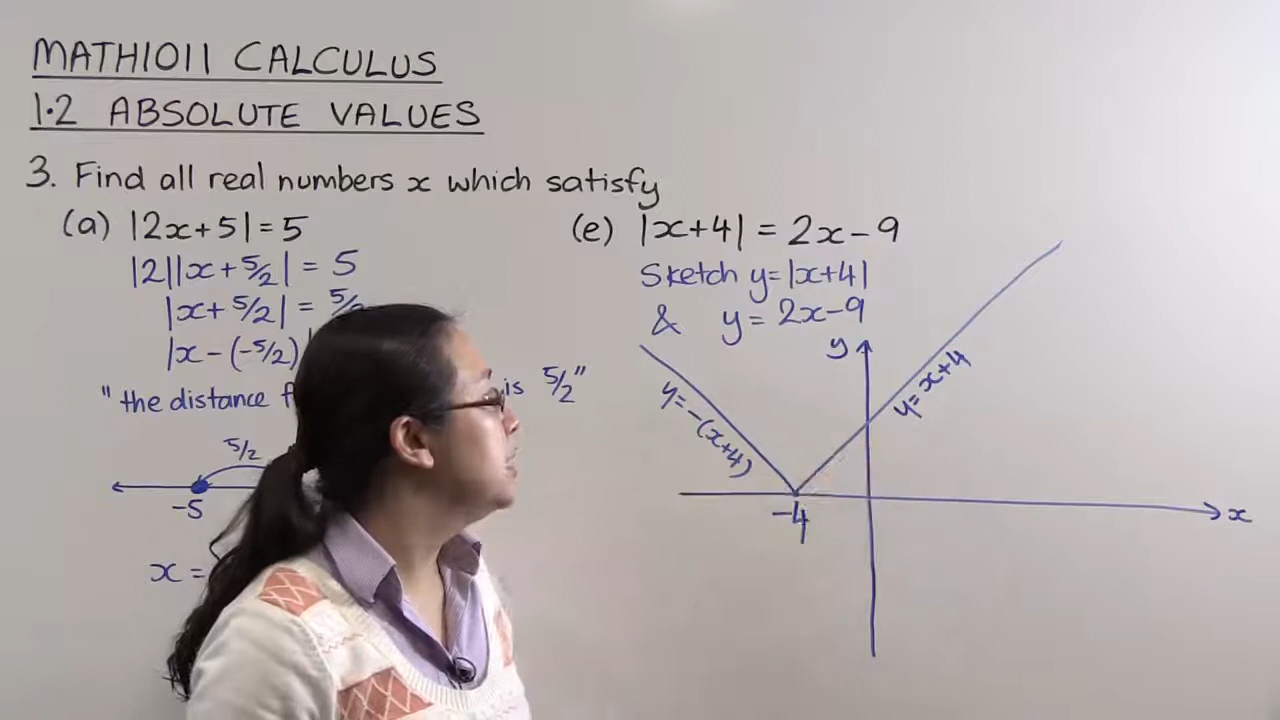 MATH1011 CALCULUS
1.2 ABSOLUTE VALUES
3. Find all real numbers x which satisfy
(a) |2x+5| = 5
|2||x + 5/2| = 5
|x + 5/2| = 5/2
|x - (-5/2)|
"the distance is 5/2"
5/2
-5
x =
(e) |x+4| = 2x-9
Sketch y=|x+4|
& y = 2x-9
y
y=-(x+4)
y=x+4
-4
x